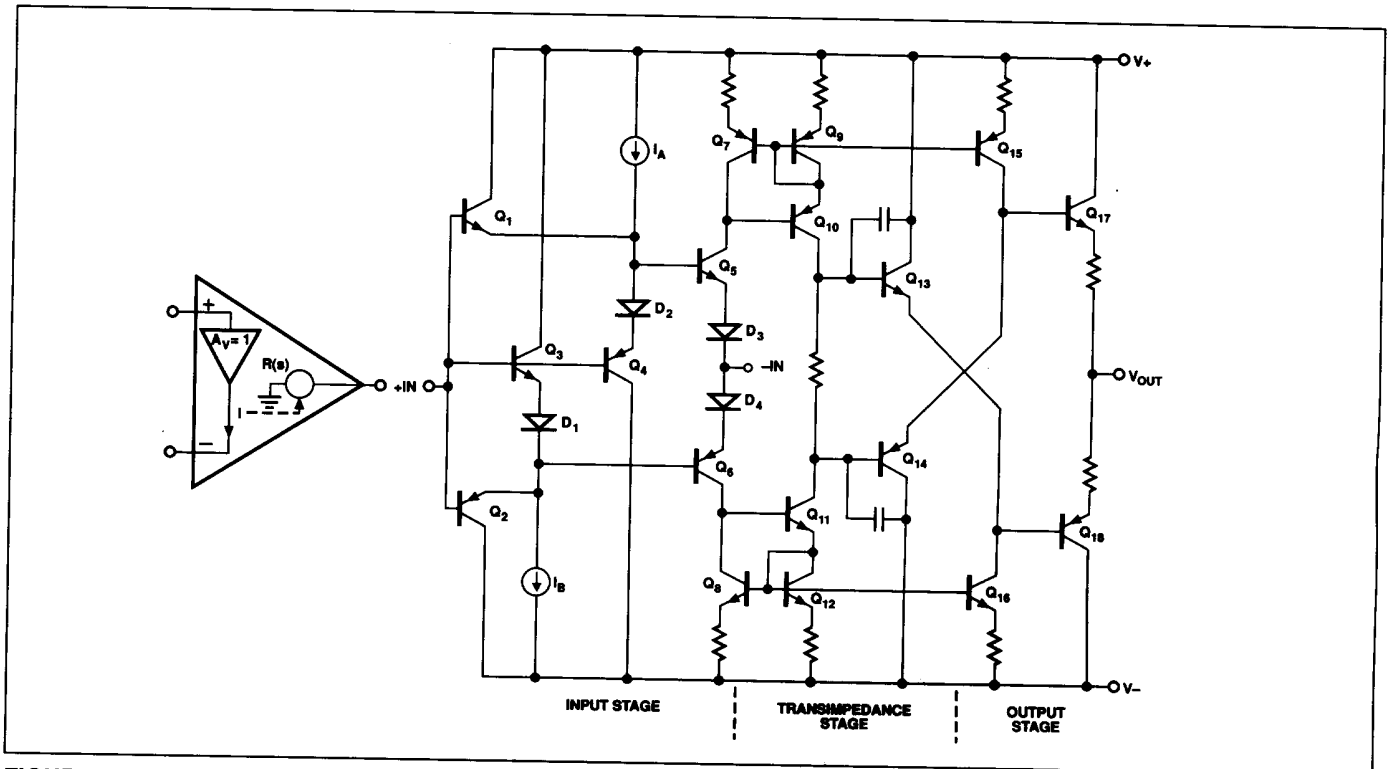 V+
Q7
Q9
IA
Q15
Q1
Q10
Q17
Q5
Q13
+
AV = 1
R(s)
D2
D3
Q3
Q4
–IN
+IN
VOUT
I
D4
D1
–
Q6
Q14
Q2
Q11
Q18
IB
Q8
Q12
Q16
V–
INPUT STAGE
TRANSIMPEDANCE
STAGE
OUTPUT
STAGE